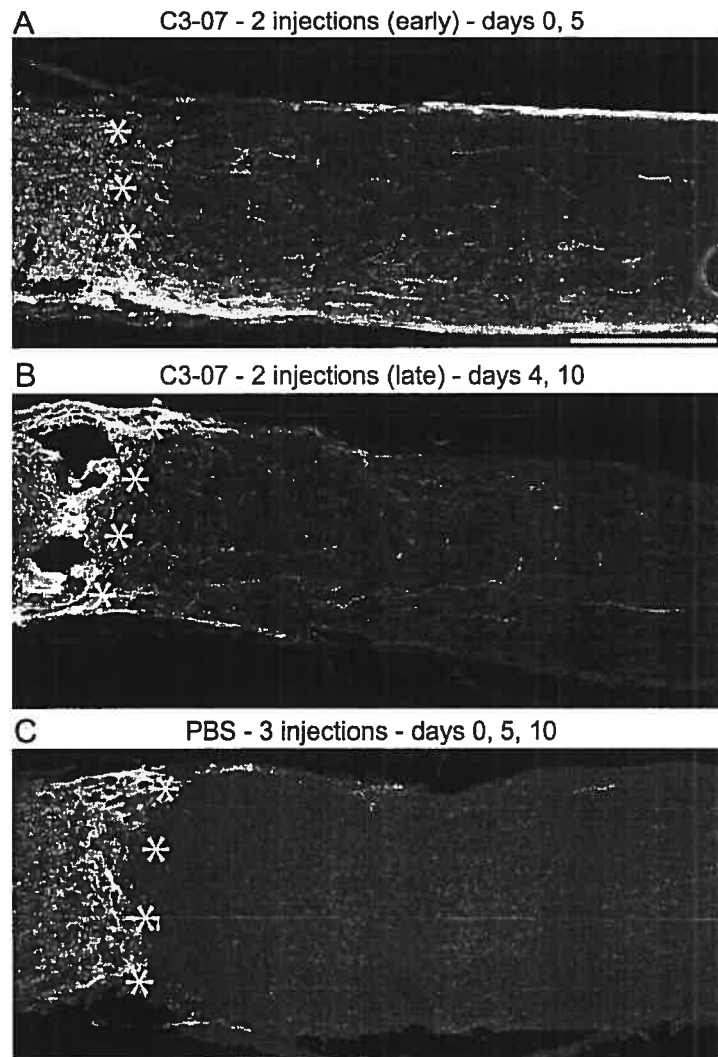 A
C3-07 - 2 injections (early) - days 0, 5
B
C3-07 - 2 injections (late) - days 4, 10
C
PBS - 3 injections - days 0, 5, 10